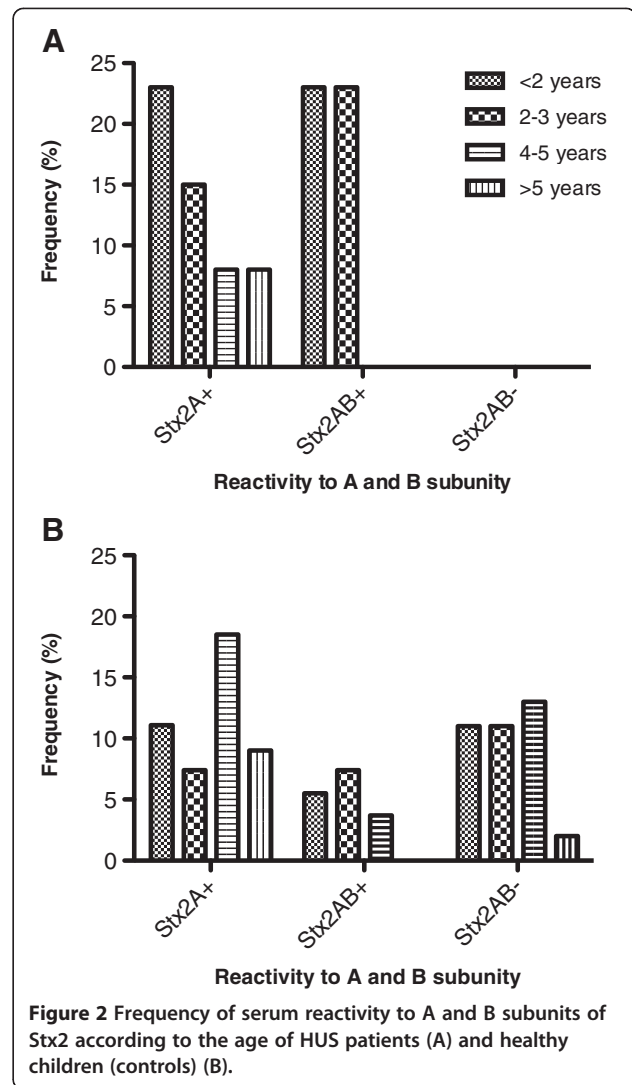 A
25
20
15
10
5
0
Frequency (%)
<2 years
2-3 years
4-5 years
>5 years
Stx2A+
Stx2AB+
Stx2AB-
Reactivity to A and B subunity
B
25
20
15
10
5
0
Frequency (%)
Stx2A+
Stx2AB+
Stx2AB-
Reactivity to A and B subunity
Figure 2 Frequency of serum reactivity to A and B subunits of
Stx2 according to the age of HUS patients (A) and healthy
children (controls) (B).